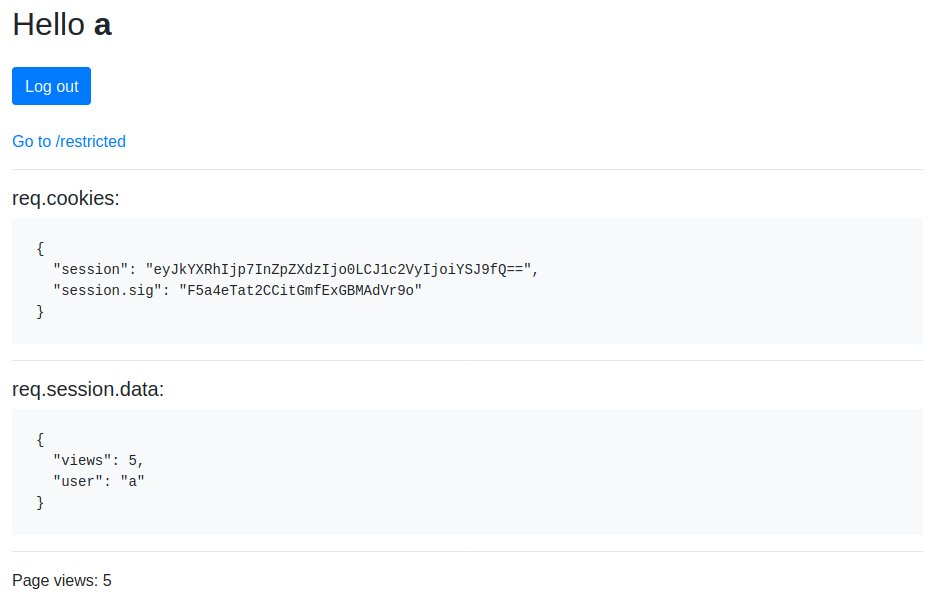 Hello a
Log out
Go to /restricted
req.cookies:
{
  "session": "eyJkYXRhIjp7InZpZXdzIjo0LCJ1c2VyIjoiYSJ9fQ==",
  "session.sig": "F5a4eTat2CCitGmfExGBMAdVr9o"
}
req.session.data:
{
  "views": 5,
  "user": "a"
}
Page views: 5